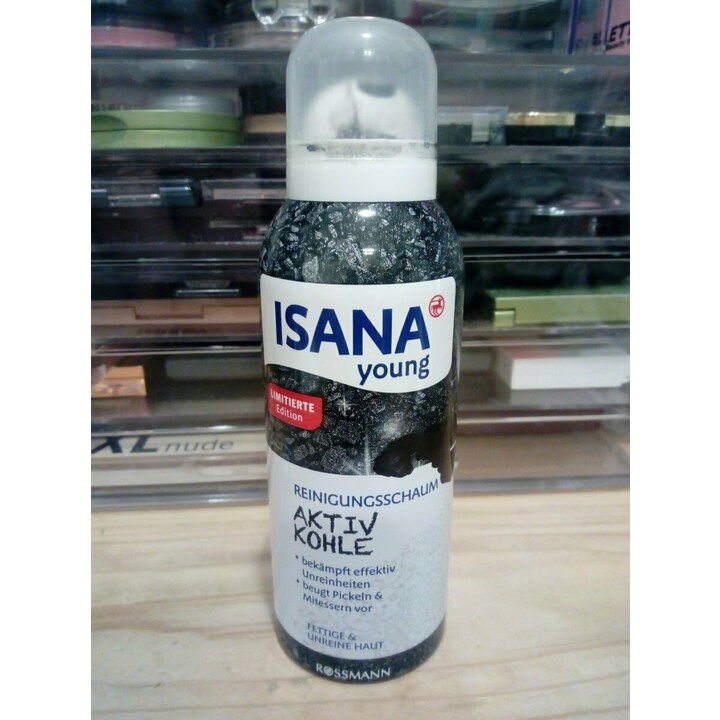 ISANA
young
LIMITIERTE
Edition
REINIGUNGSSCHAUM
AKTIV
KOHLE
• bekämpft effektiv
Unreinheiten
• beugt Pickeln &
Mitessern vor
FETTIGE &
UNREINE HAUT
ROSSMANN
XL nude